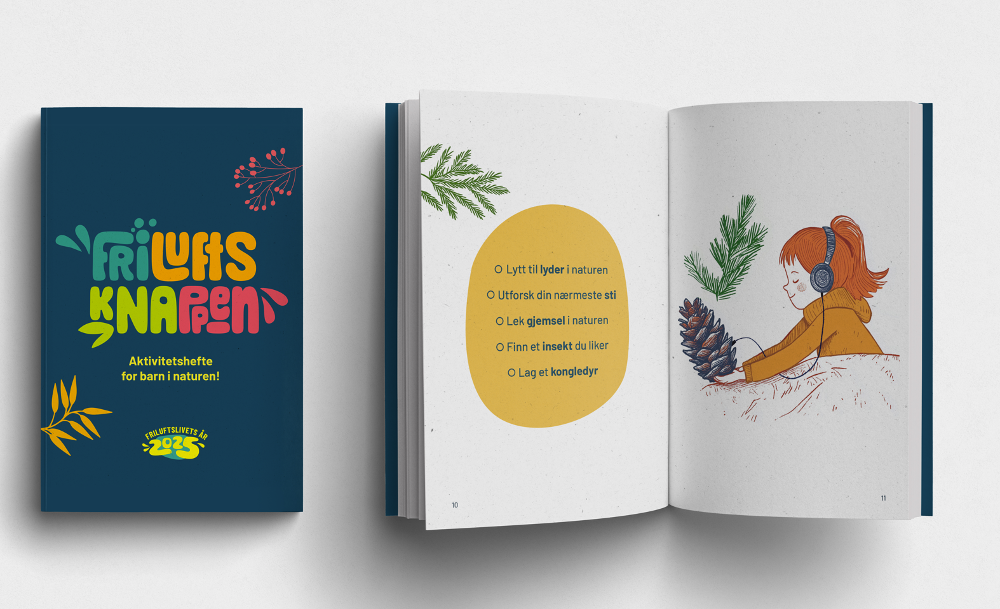 FRiLUFtS
KNAPPen
Aktivitetshefte
for barn i naturen!
FRILUFTSLIVETS ÅR
2025
Lytt til lyder i naturen
Utforsk din nærmeste sti
Lek gjemsel i naturen
Finn et insekt du liker
Lag et kongledyr
10
11